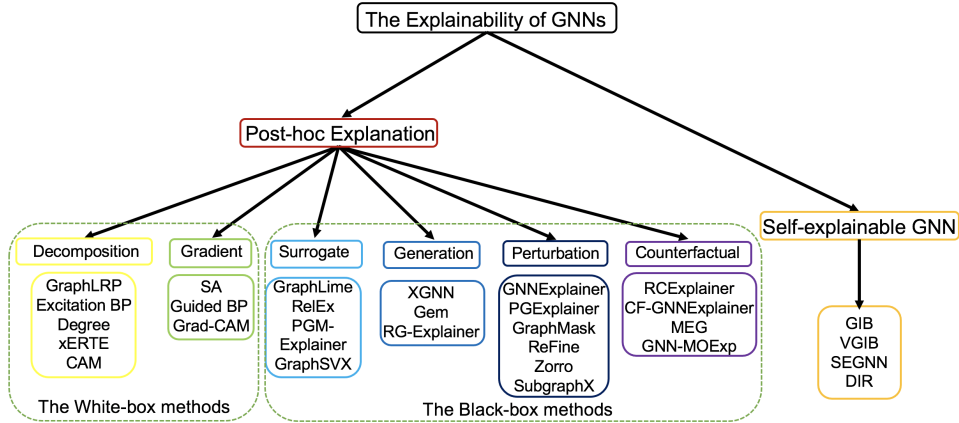 The Explainability of GNNs
Post-hoc Explanation
Self-explainable GNN
Decomposition
Gradient
Surrogate
Generation
Perturbation
Counterfactual
GraphLRP
Excitation BP
Degree
xERTE
CAM
SA
Guided BP
Grad-CAM
GraphLime
RelEx
PGM-
Explainer
GraphSVX
XGNN
Gem
RG-Explainer
GNNExplainer
PGExplainer
GraphMask
ReFine
Zorro
SubgraphX
RCExplainer
CF-GNNExplainer
MEG
GNN-MOExp
GIB
VGIB
SEGNN
DIR
The White-box methods
The Black-box methods